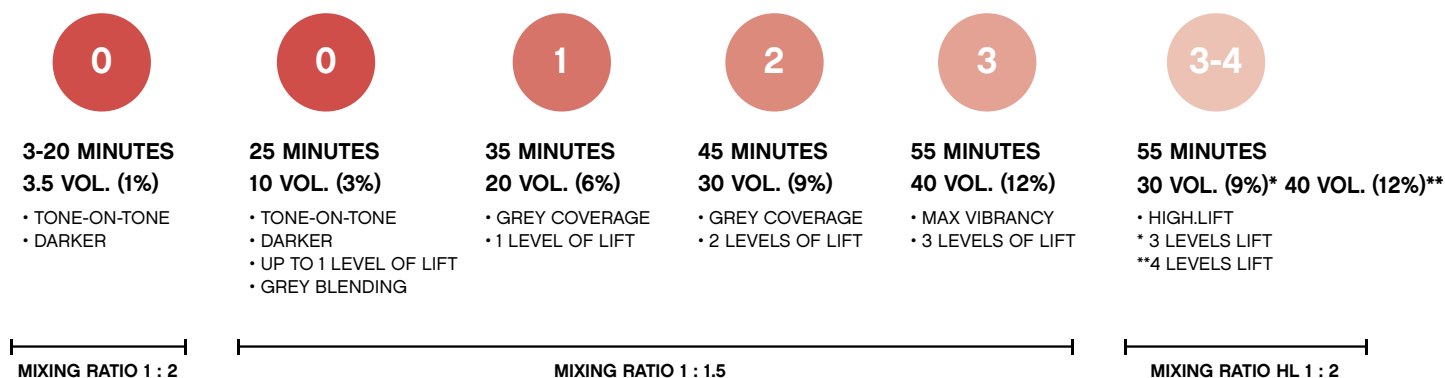 0
3-20 MINUTES
3.5 VOL. (1%)
• TONE-ON-TONE
• DARKER
0
25 MINUTES
10 VOL. (3%)
• TONE-ON-TONE
• DARKER
• UP TO 1 LEVEL OF LIFT
• GREY BLENDING
1
35 MINUTES
20 VOL. (6%)
• GREY COVERAGE
• 1 LEVEL OF LIFT
2
45 MINUTES
30 VOL. (9%)
• GREY COVERAGE
• 2 LEVELS OF LIFT
3
55 MINUTES
40 VOL. (12%)
• MAX VIBRANCY
• 3 LEVELS OF LIFT
3-4
55 MINUTES
30 VOL. (9%)* 40 VOL. (12%)**
• HIGH.LIFT
* 3 LEVELS LIFT
**4 LEVELS LIFT
MIXING RATIO 1 : 2
MIXING RATIO 1 : 1.5
MIXING RATIO HL 1 : 2